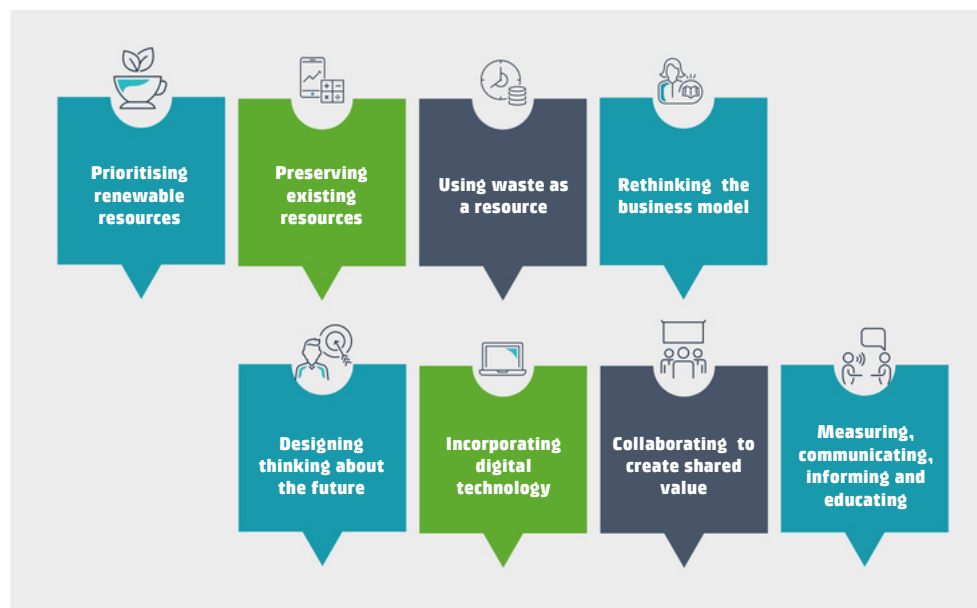 Prioritising
renewable
resources
Preserving
existing
resources
Using waste as
a resource
Rethinking the
business model
Designing
thinking about
the future
Incorporating
digital
technology
Collaborating to
create shared
value
Measuring,
communicating,
informing and
educating